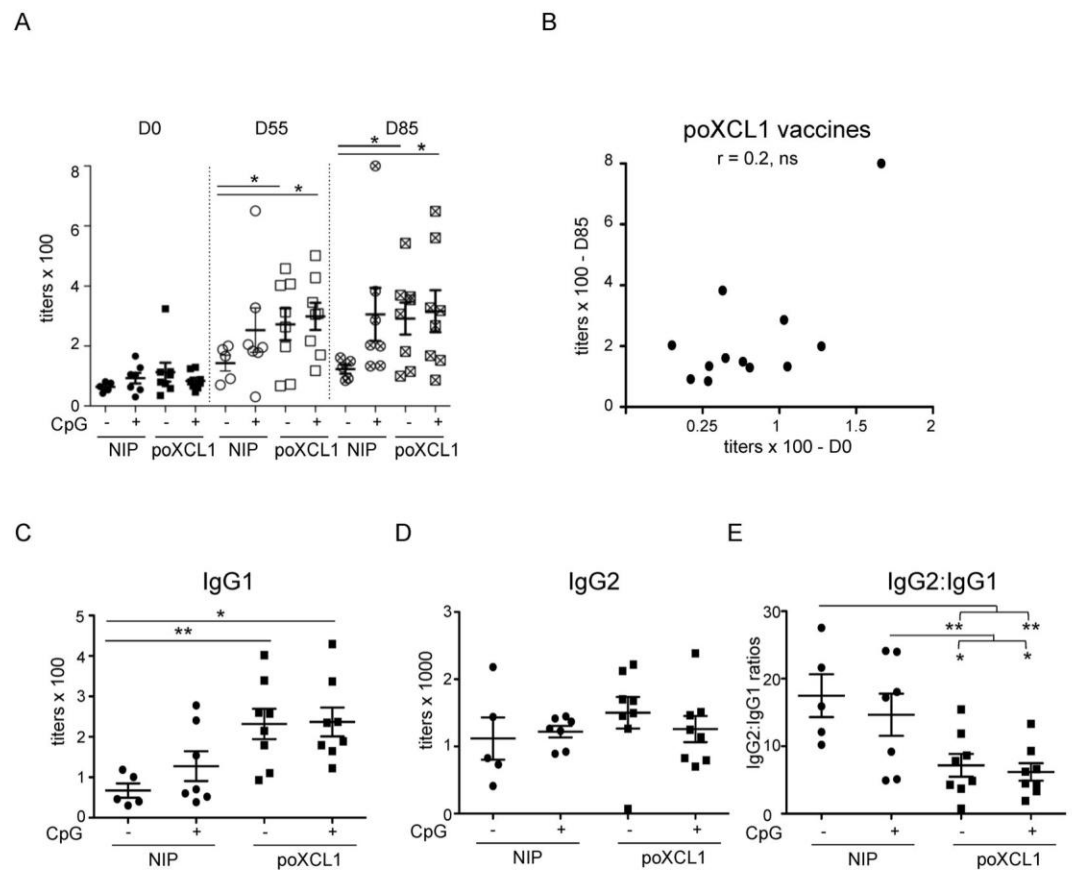 A
B
D0 D55 D85
* * * *
8
6
4
2
0
titers x 100
CpG - + - + - + - + - + - +
NIP poXCL1 NIP poXCL1 NIP poXCL1
poXCL1 vaccines
r = 0.2, ns
8
6
4
2
0
titers x 100 - D85
0.25 1 1.5 2
titers x 100 - D0
C
D
E
IgG1
*
**
5
4
3
2
1
0
titers x 100
CpG - + - +
NIP poXCL1
IgG2
3
2
1
0
titers x 1000
CpG - + - +
NIP poXCL1
IgG2:IgG1
** **
* *
30
20
10
0
IgG2:IgG1 ratios
CpG - + - +
NIP poXCL1